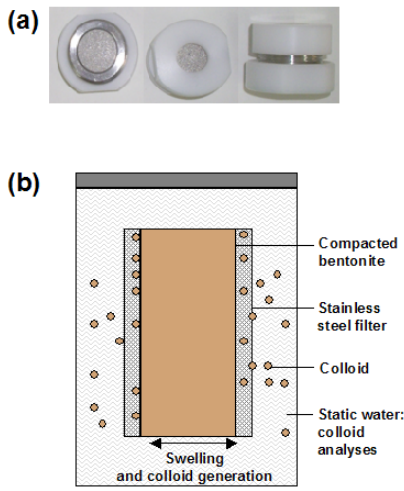 (a)
(b)
Compacted
bentonite
Stainless
steel filter
Colloid
Static water:
colloid
analyses
Swelling
and colloid generation